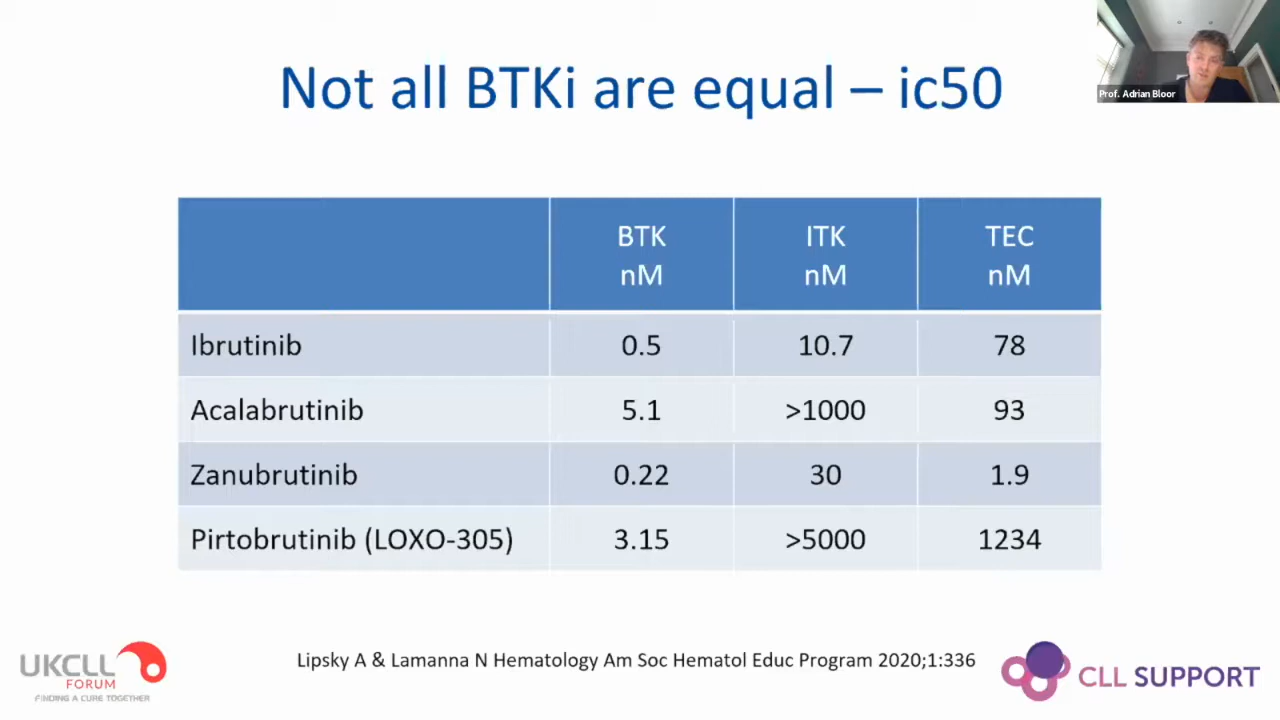 Not all BTKi are equal – ic50
Prof. Adrian Bloor
BTK ITK TEC
nM nM nM
Ibrutinib 0.5 10.7 78
Acalabrutinib 5.1 >1000 93
Zanubrutinib 0.22 30 1.9
Pirtobrutinib (LOXO-305) 3.15 >5000 1234
Lipsky A & Lamanna N Hematology Am Soc Hematol Educ Program 2020;1:336
UKCLL
FORUM
FINDING A CURE TOGETHER
CLL SUPPORT